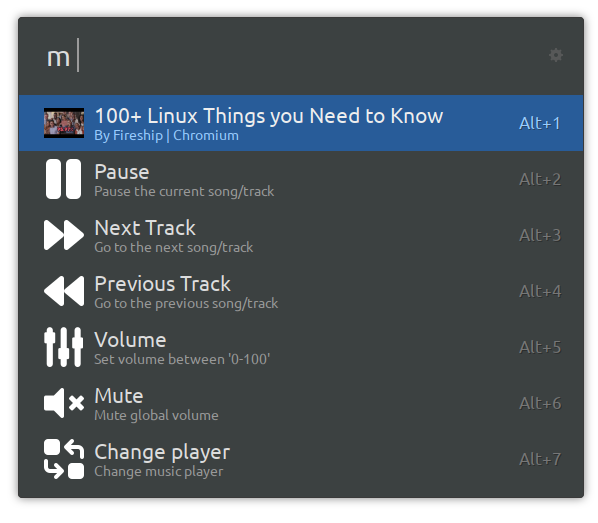 m
100+ Linux Things you Need to Know
By Fireship | Chromium
Alt+1
Pause
Pause the current song/track
Alt+2
Next Track
Go to the next song/track
Alt+3
Previous Track
Go to the previous song/track
Alt+4
Volume
Set volume between '0-100'
Alt+5
Mute
Mute global volume
Alt+6
Change player
Change music player
Alt+7